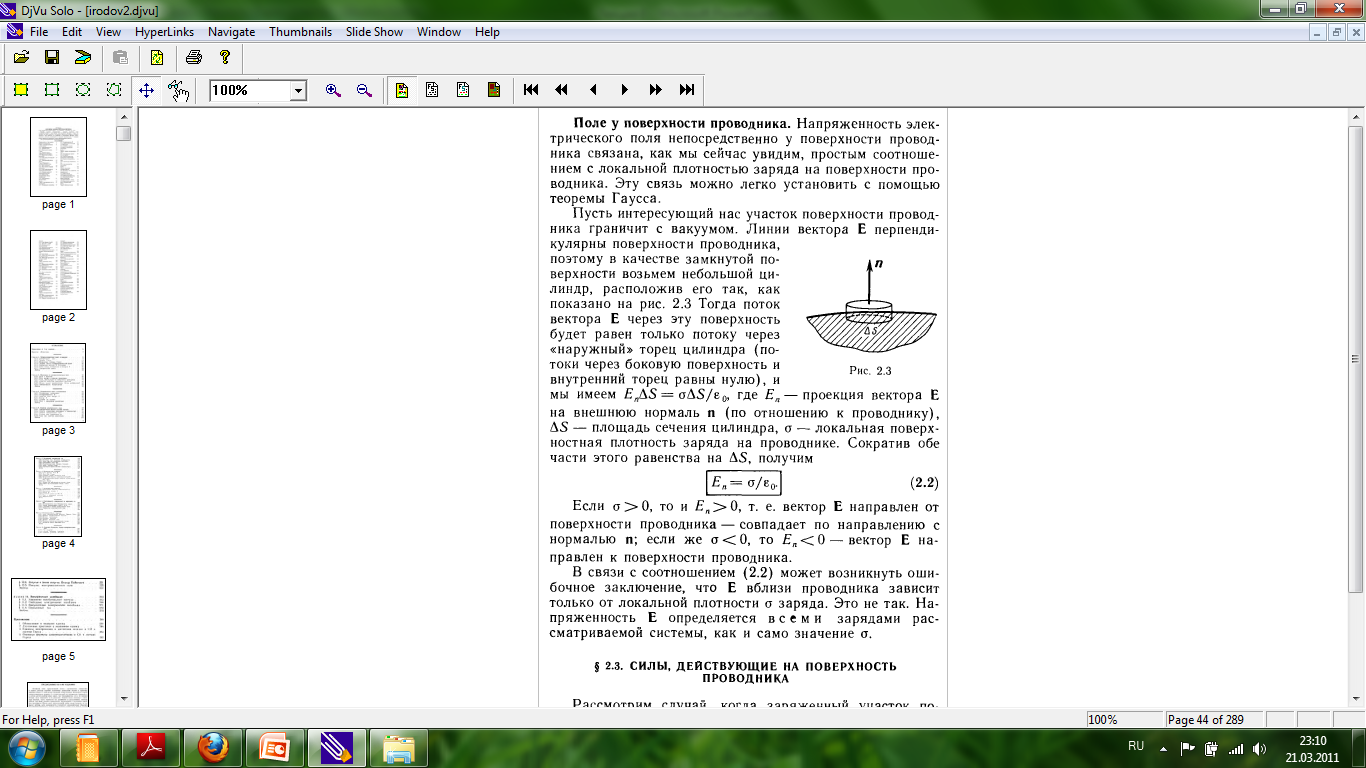 DjVu Solo - [irodov2.djvu]
File Edit View HyperLinks Navigate Thumbnails Slide Show Window Help
100%
page 1
page 2
page 3
page 4
page 5
Поле у поверхности проводника. Напряженность элек-
трического поля непосредственно у поверхности провод-
ника связана, как мы сейчас увидим, простым соотноше-
нием с локальной плотностью заряда на поверхности про-
водника. Эту связь можно легко установить с помощью
теоремы Гаусса.
Пусть интересующий нас участок поверхности провод-
ника граничит с вакуумом. Линии вектора E перпенди-
кулярны поверхности проводника,
поэтому в качестве замкнутой по-
верхности возьмем небольшой ци-
линдр, расположив его так, как
показано на рис. 2.3 Тогда поток
вектора E через эту поверхность
будет равен только потоку через
«наружный» торец цилиндра (по-
токи через боковую поверхность и
внутренний торец равны нулю), и
n
ΔS
Рис. 2.3
мы имеем EₙΔS = σΔS/ε₀, где Eₙ — проекция вектора E
на внешнюю нормаль n (по отношению к проводнику),
ΔS — площадь сечения цилиндра, σ — локальная поверх-
ностная плотность заряда на проводнике. Сократив обе
части этого равенства на ΔS, получим
Eₙ = σ/ε₀. (2.2)
Если σ > 0, то и Eₙ > 0, т. е. вектор E направлен от
поверхности проводника — совпадает по направлению с
нормалью n; если же σ < 0, то Eₙ < 0 — вектор E на-
правлен к поверхности проводника.
В связи с соотношением (2.2) может возникнуть оши-
бочное заключение, что E вблизи проводника зависит
только от локальной плотности σ заряда. Это не так. На-
пряженность E определяется всеми зарядами рас-
сматриваемой системы, как и само значение σ.
§ 2.3. СИЛЫ, ДЕЙСТВУЮЩИЕ НА ПОВЕРХНОСТЬ
ПРОВОДНИКА
Рассмотрим случай, когда заряженный участок по-
For Help, press F1
100%
Page 44 of 289
RU
23:10
21.03.2011